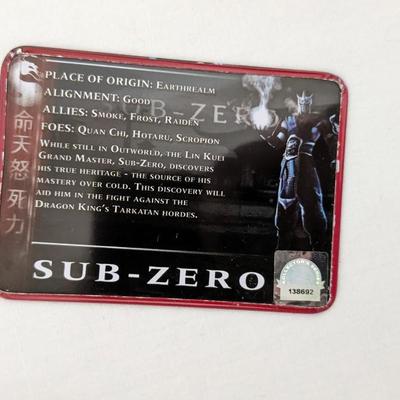 PLACE OF ORIGIN: EARTHREALM
ALIGNMENT: GOOD
ALLIES: SMOKE, FROST, RAIDEN
FOES: QUAN CHI, HOTARU, SCROPION
WHILE STILL IN OUTWORLD, THE LIN KUEI
GRAND MASTER, SUB-ZERO, DISCOVERS
HIS TRUE HERITAGE - THE SOURCE OF HIS
MASTERY OVER COLD. THIS DISCOVERY WILL
AID HIM IN THE FIGHT AGAINST THE
DRAGON KING'S TARKATAN HORDES.
SUB-ZERO
命天怒死力
SUB-ZERO
138692